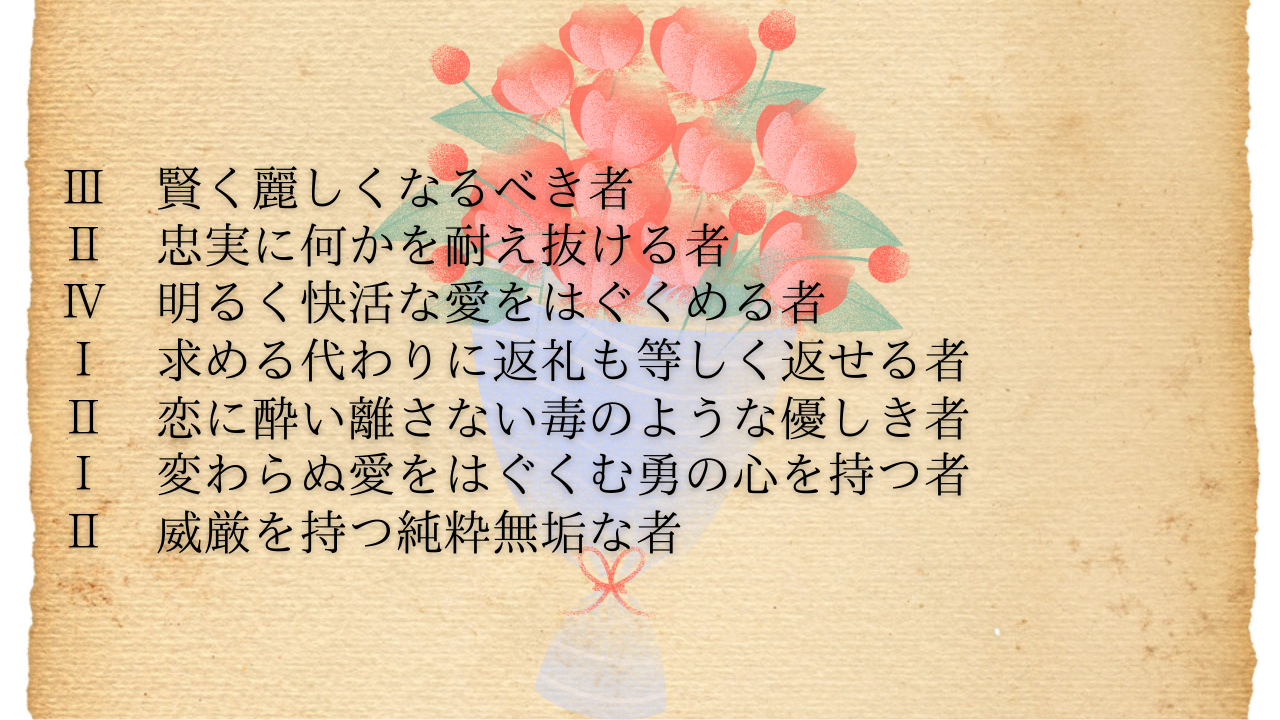 Ⅲ 賢く麗しくなるべき者
Ⅱ 忠実に何かを耐え抜ける者
Ⅳ 明るく快活な愛をはぐくめる者
Ⅰ 求める代わりに返礼も等しく返せる者
Ⅱ 恋に酔い離さない毒のような優しき者
Ⅰ 変わらぬ愛をはぐくむ勇の心を持つ者
Ⅱ 威厳を持つ純粋無垢な者